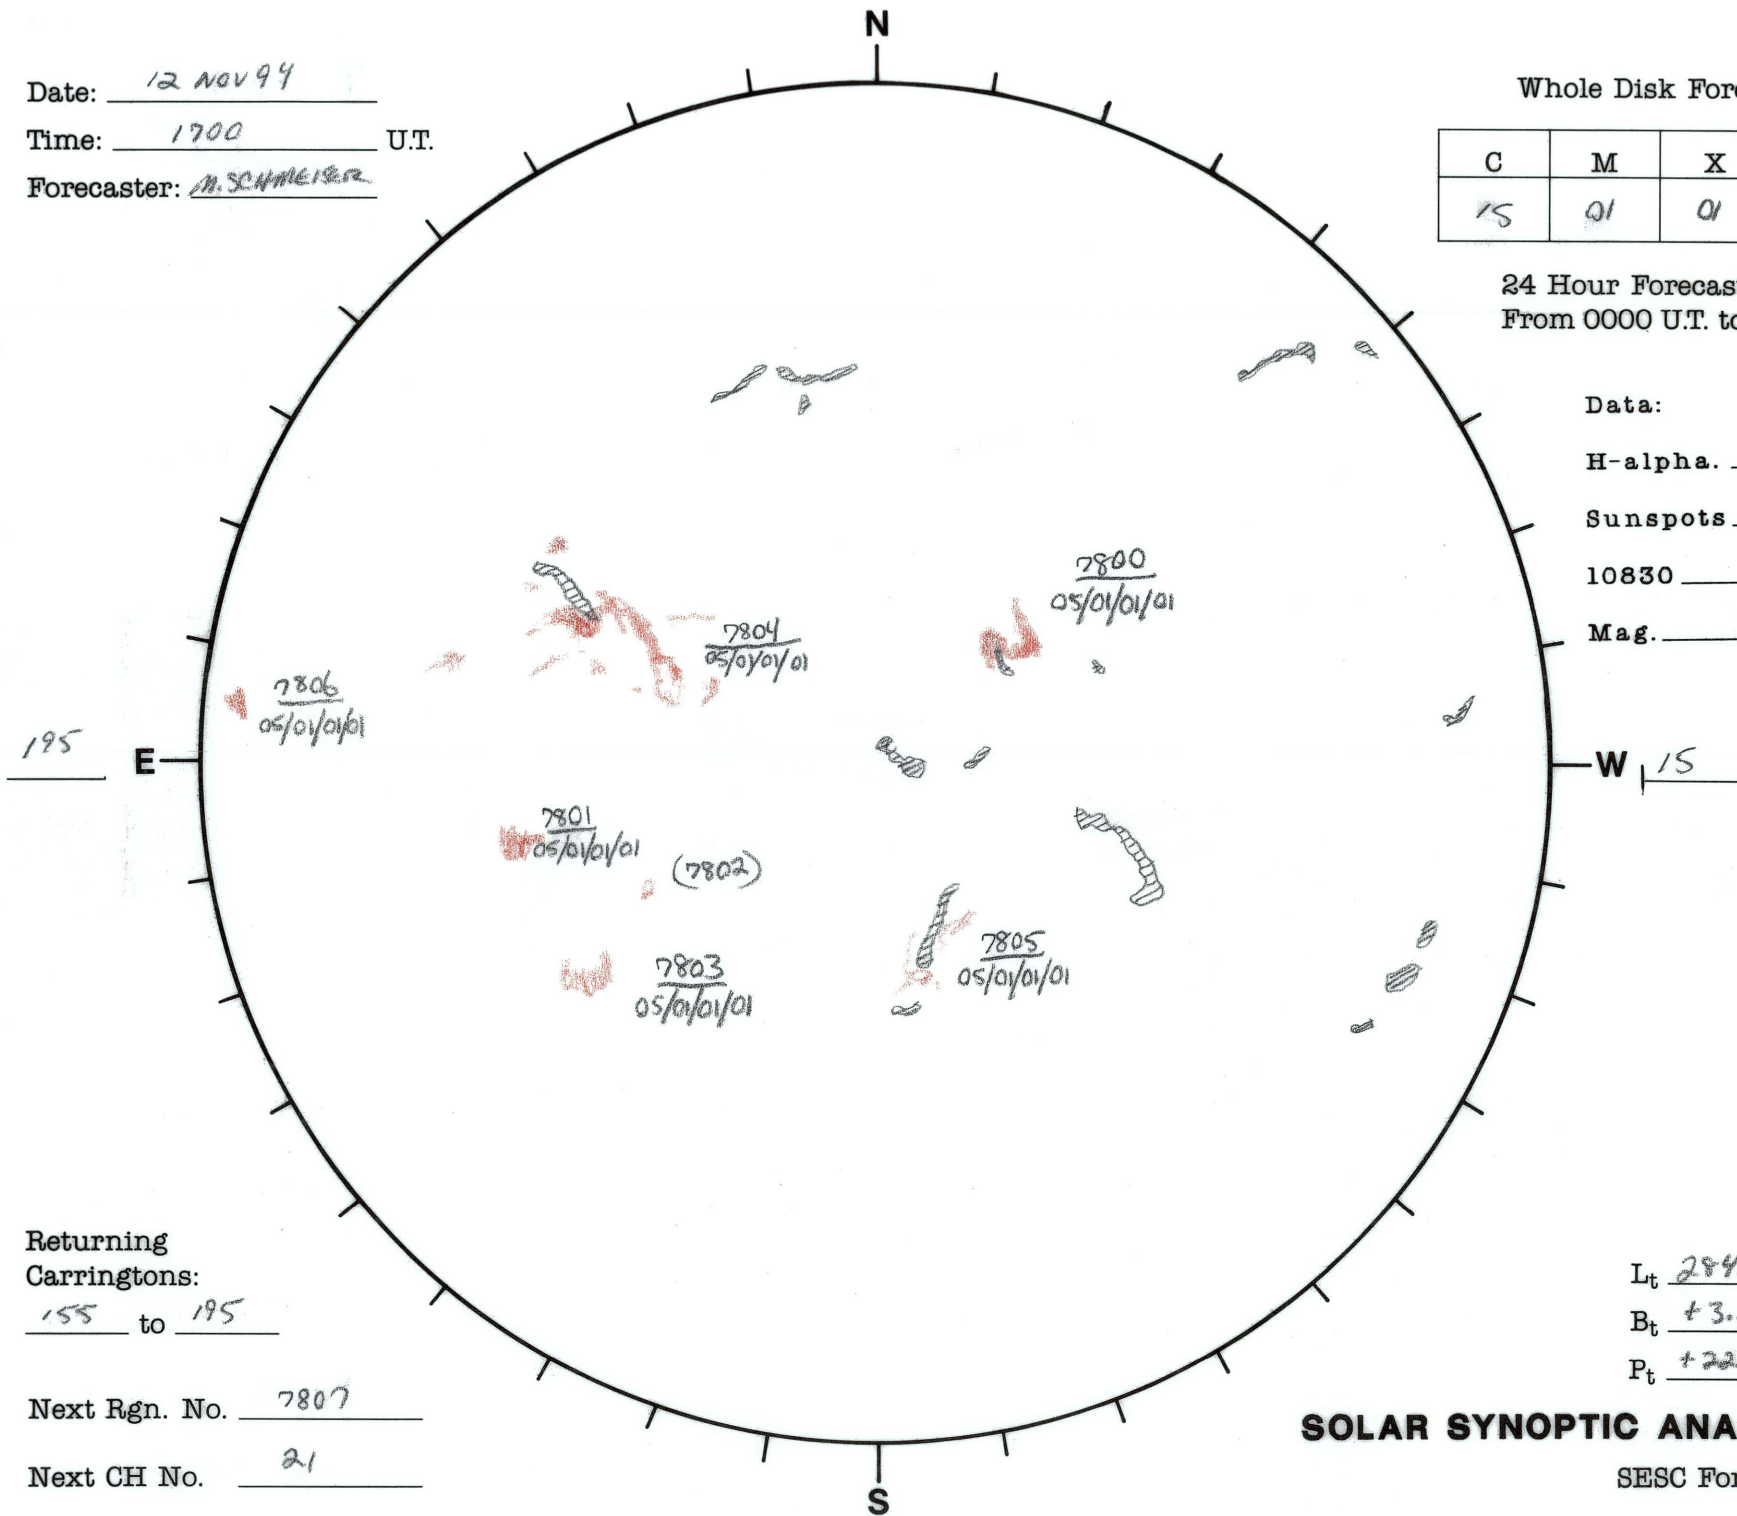 N
Date: 12 NOV 94
Time: 1700 U.T.
Forecaster: M. SCHMEISER
Whole Disk Fore
C M X
15 01 01
24 Hour Forecas
From 0000 U.T. to
Data:
H-alpha.
Sunspots
10830
Mag.
7800
05/01/01/01
7804
05/01/01/01
7806
05/01/01/01
195
E
W
15
7801
05/01/01/01
(7802)
7805
05/01/01/01
7803
05/01/01/01
Returning
Carringtons:
155 to 195
Lt 284
Bt +3.
Pt +22
Next Rgn. No. 7807
Next CH No. 21
SOLAR SYNOPTIC ANA
SESC For
S